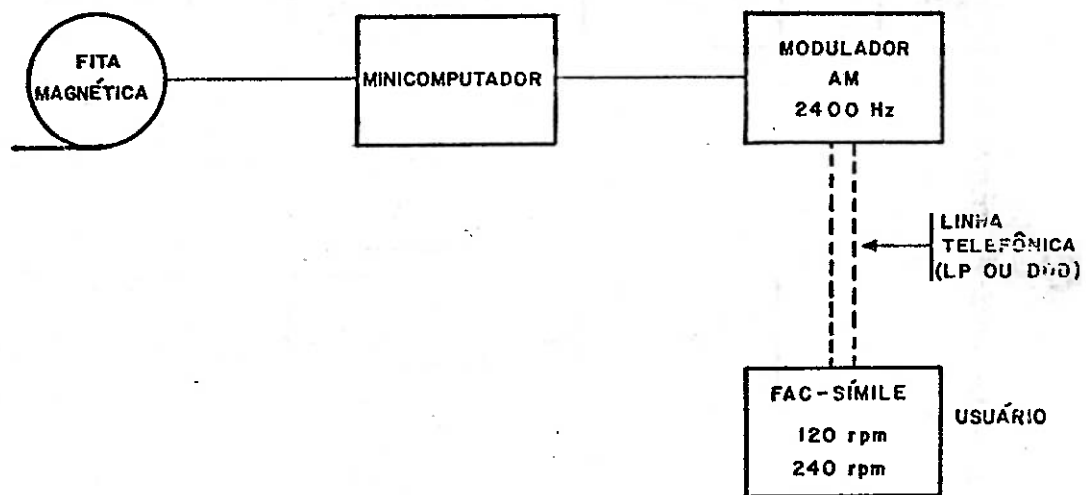 FITA
MAGNÉTICA
MINICOMPUTADOR
MODULADOR
AM
2400 Hz
LINHA
TELEFÔNICA
(LP OU DDD)
FAC-SÍMILE
120 rpm
240 rpm
USUÁRIO